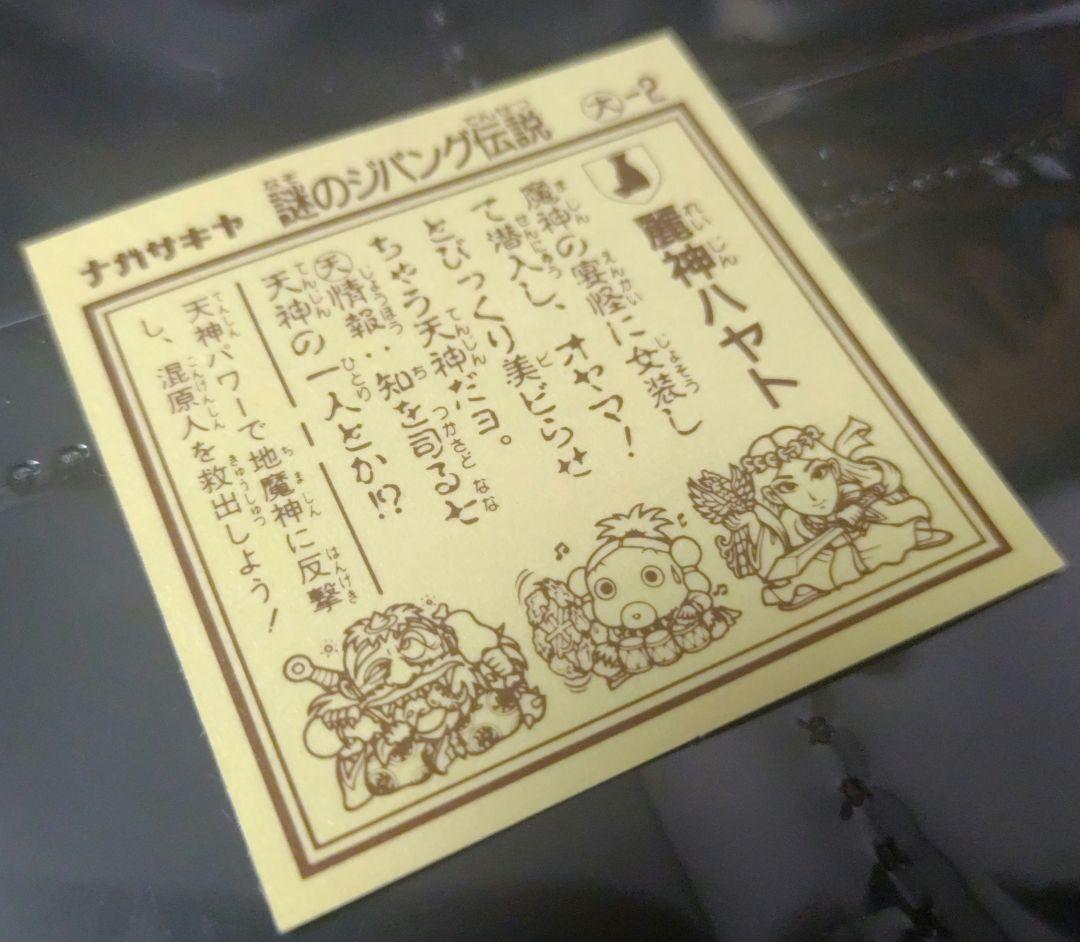 ナガサキヤ 謎のジパング伝説 大-2
麗神ハヤト
魔神の宴怪に女装し
て潜入し、オヤマ!
とびっくり美ビらせ
ちゃう天神だヨ。
天情報:知を司る七
天神の一人とか!?
天神パワーで地魔神に反撃
し、混原人を救出しよう!